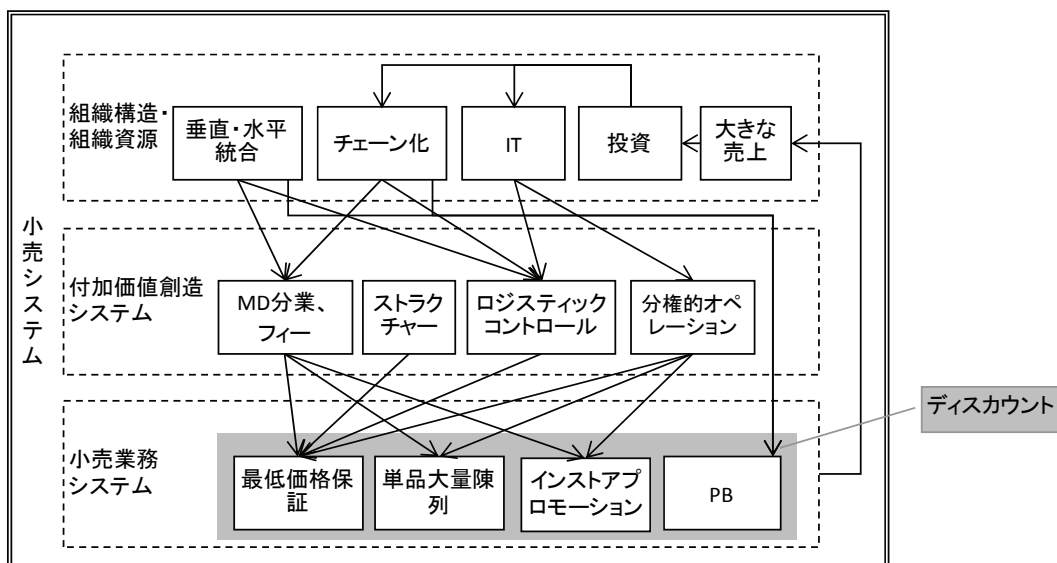 組織構造・
組織資源
垂直・水平
統合
チェーン化
IT
投資
大きな
売上
小売システム
付加価値創造
システム
MD分業、
フィー
ストラク
チャー
ロジスティック
コントロール
分権的オペ
レーション
ディスカウント
小売業務
システム
最低価格保
証
単品大量陳
列
インストアプ
ロモーション
PB